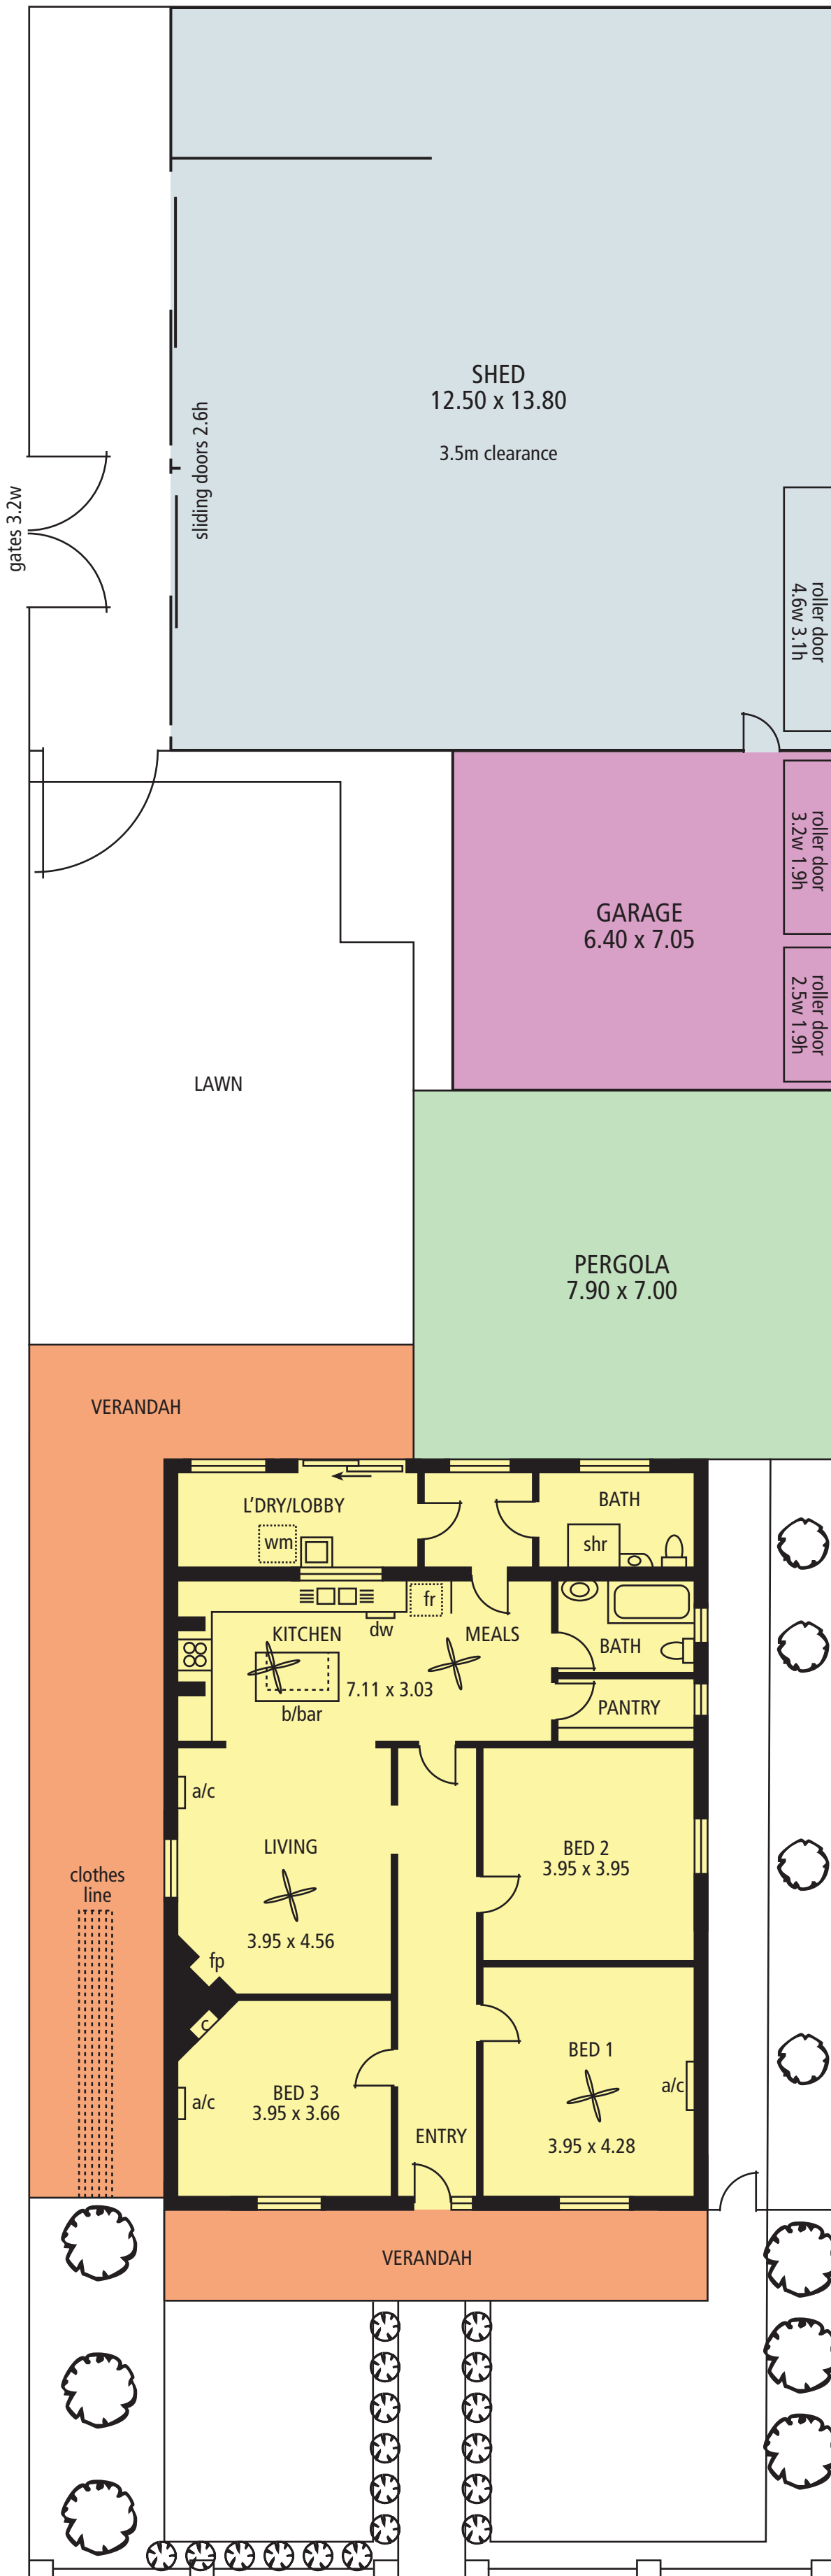 SHED
12.50 x 13.80
3.5m clearance
sliding doors 2.6h
gates 3.2w
roller door
4.6w 3.1h
roller door
3.2w 1.9h
GARAGE
6.40 x 7.05
roller door
2.5w 1.9h
LAWN
PERGOLA
7.90 x 7.00
VERANDAH
L'DRY/LOBBY
BATH
wm
shr
fr
KITCHEN
dw
MEALS
BATH
7.11 x 3.03
b/bar
PANTRY
a/c
LIVING
BED 2
3.95 x 3.95
clothes
line
3.95 x 4.56
fp
c
BED 1
a/c
BED 3
3.95 x 3.66
a/c
ENTRY
3.95 x 4.28
VERANDAH